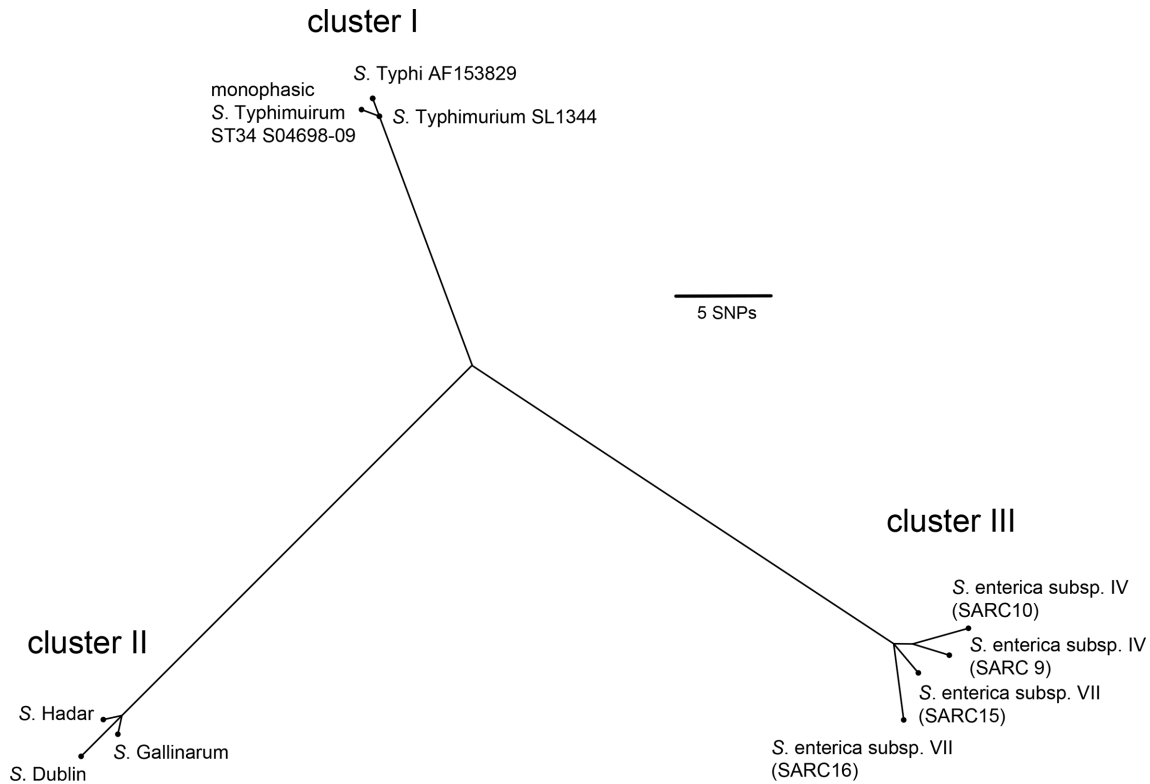 cluster I
S. Typhi AF153829
monophasic
S. Typhimuirum
ST34 S04698-09
S. Typhimurium SL1344
5 SNPs
cluster III
S. enterica subsp. IV
(SARC10)
S. enterica subsp. IV
(SARC 9)
S. enterica subsp. VII
(SARC15)
S. enterica subsp. VII
(SARC16)
cluster II
S. Hadar
S. Gallinarum
S. Dublin